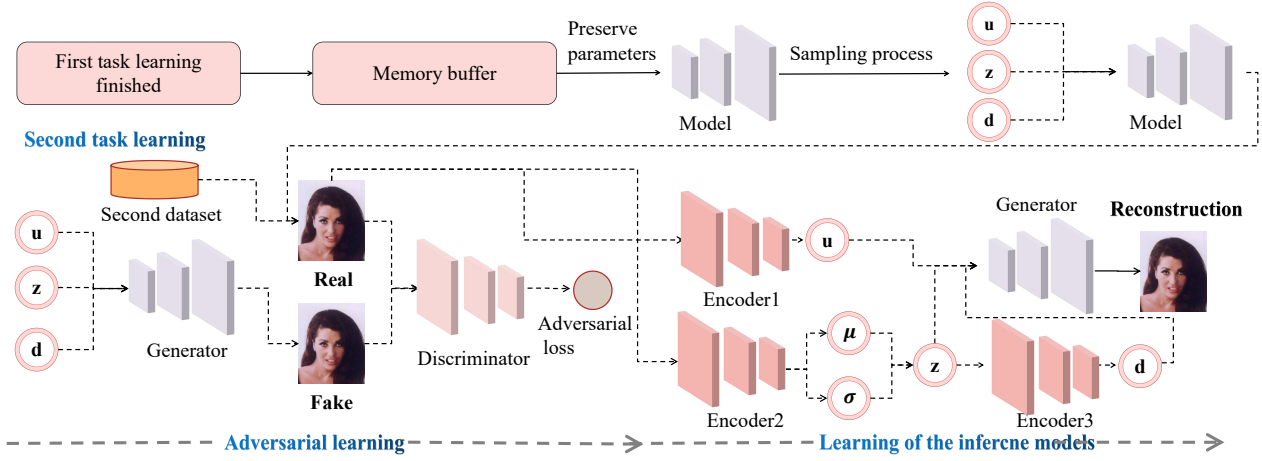 First task learning
finished
Memory buffer
Preserve
parameters
Model
Sampling process
u
z
d
Model
Second task learning
Second dataset
u
z
d
Generator
Real
Fake
Discriminator
Adversarial
loss
Encoder1
u
Encoder2
μ
σ
z
Encoder3
d
Generator
Reconstruction
Adversarial learning
Learning of the infercne models